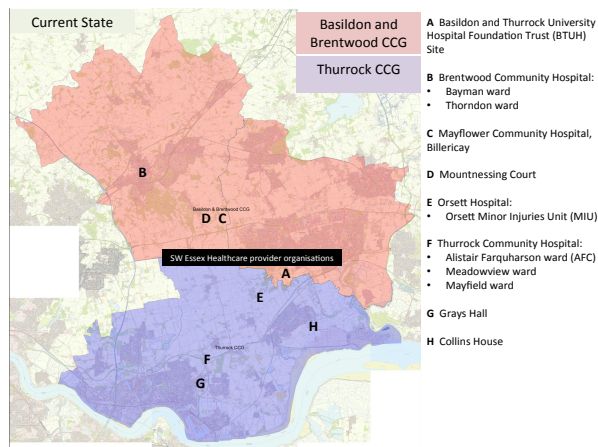 Current State
Basildon and
Brentwood CCG
Thurrock CCG
A Basildon and Thurrock University
Hospital Foundation Trust (BTUH)
Site
B Brentwood Community Hospital:
• Bayman ward
• Thorndon ward
C Mayflower Community Hospital,
Billericay
D Mountnessing Court
E Orsett Hospital:
• Orsett Minor Injuries Unit (MIU)
F Thurrock Community Hospital:
• Alistair Farquharson (AFC)
• Meadowview ward
• Mayfield ward
G Grays Hall
H Collins House
B
Basildon & Brentwood CCG
D C
SW Essex Healthcare provider organisations
A
E
H
Thurrock CCG
F
G